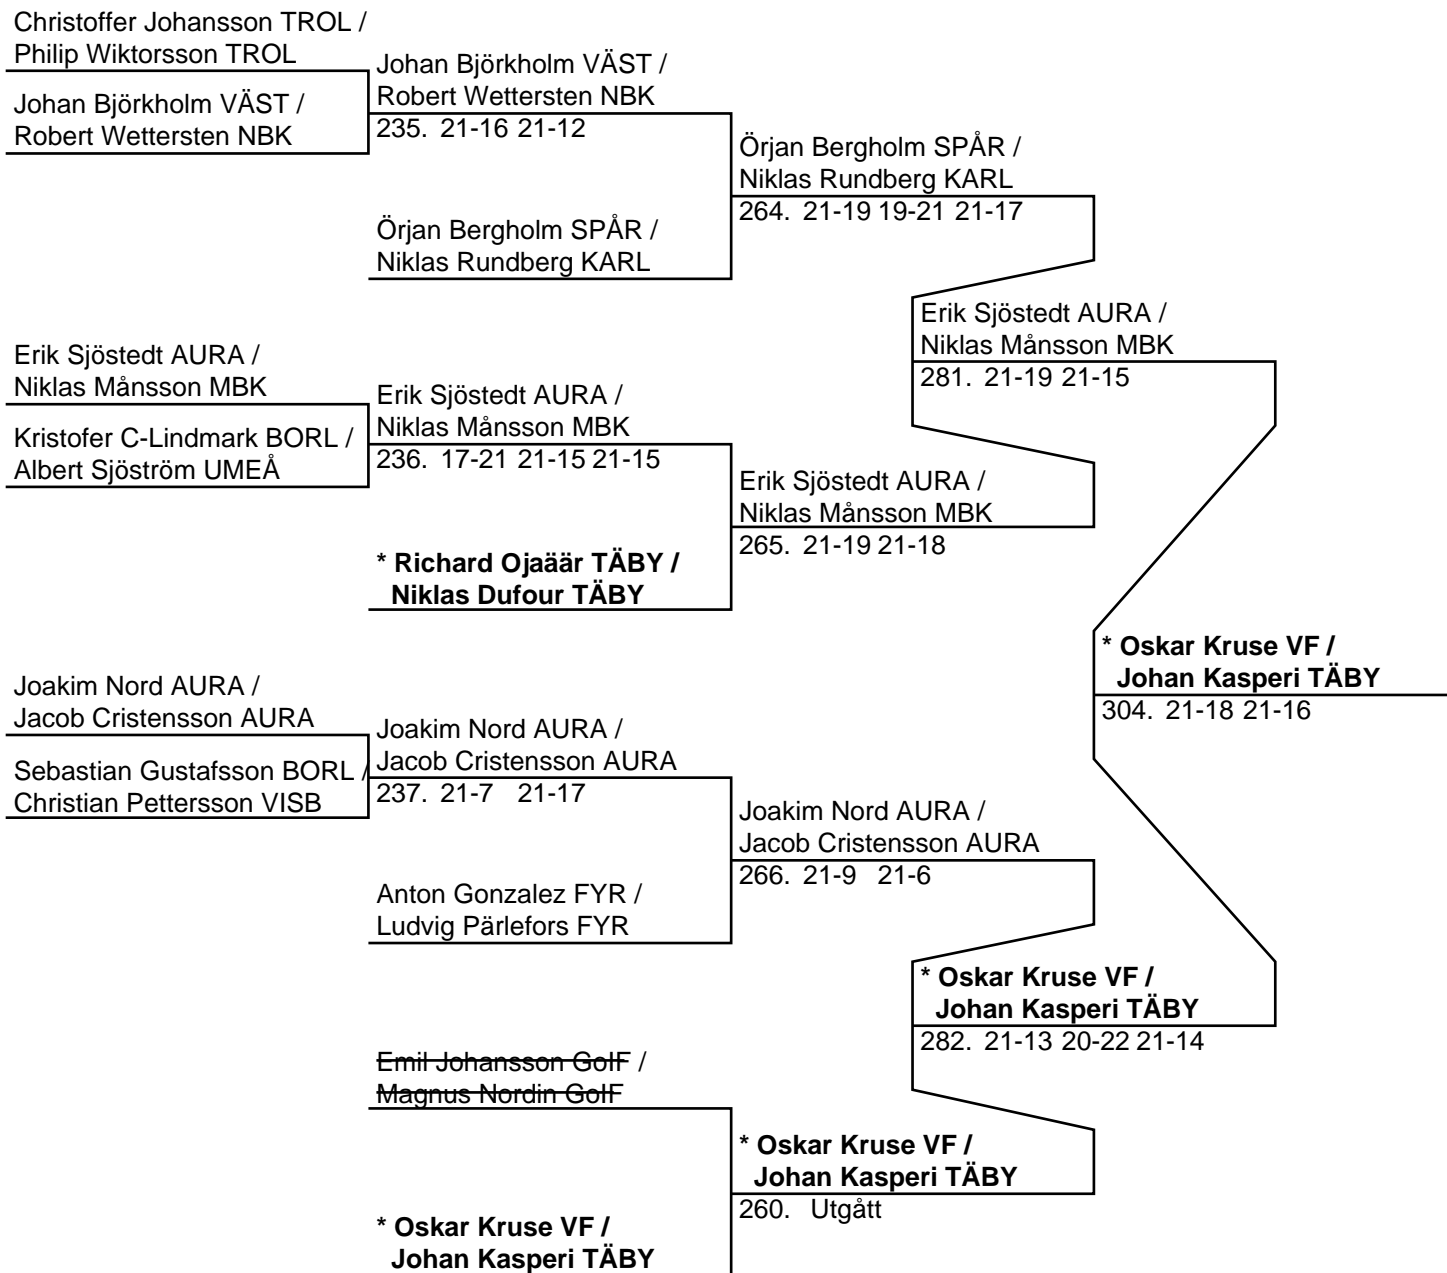 Christoffer Johansson TROL /
Philip Wiktorsson TROL
Johan Björkholm VÄST /
Robert Wettersten NBK
Johan Björkholm VÄST /
Robert Wettersten NBK
235. 21-16 21-12
Örjan Bergholm SPÅR /
Niklas Rundberg KARL
Örjan Bergholm SPÅR /
Niklas Rundberg KARL
264. 21-19 19-21 21-17
Erik Sjöstedt AURA /
Niklas Månsson MBK
281. 21-19 21-15
Erik Sjöstedt AURA /
Niklas Månsson MBK
Kristofer C-Lindmark BORL /
Albert Sjöström UMEÅ
Erik Sjöstedt AURA /
Niklas Månsson MBK
236. 17-21 21-15 21-15
* Richard Ojaäär TÄBY /
Niklas Dufour TÄBY
Erik Sjöstedt AURA /
Niklas Månsson MBK
265. 21-19 21-18
* Oskar Kruse VF /
Johan Kasperi TÄBY
304. 21-18 21-16
Joakim Nord AURA /
Jacob Cristensson AURA
Sebastian Gustafsson BORL /
Christian Pettersson VISB
Joakim Nord AURA /
Jacob Cristensson AURA
237. 21-7 21-17
Anton Gonzalez FYR /
Ludvig Pärlefors FYR
Joakim Nord AURA /
Jacob Cristensson AURA
266. 21-9 21-6
* Oskar Kruse VF /
Johan Kasperi TÄBY
282. 21-13 20-22 21-14
Emil Johansson GoIF /
Magnus Nordin GoIF
* Oskar Kruse VF /
Johan Kasperi TÄBY
260. Utgått
* Oskar Kruse VF /
Johan Kasperi TÄBY